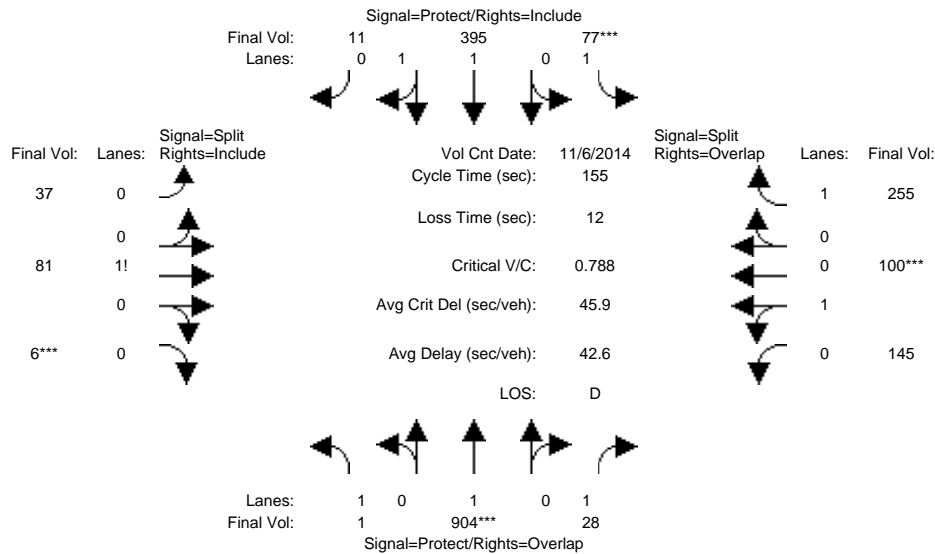 Signal=Protect/Rights=Include
Final Vol: 11 395 77***
Lanes: 0 1 1 0 1
Signal=Split
Final Vol: Lanes: Rights=Include
Vol Cnt Date: 11/6/2014
Signal=Split
Rights=Overlap Lanes: Final Vol:
Cycle Time (sec): 155
37 0
1 255
Loss Time (sec): 12
0
0
81 1!
Critical V/C: 0.788
0 100***
0
Avg Crit Del (sec/veh): 45.9
1
6*** 0
Avg Delay (sec/veh): 42.6
0 145
LOS: D
Lanes: 1 0 1 0 1
Final Vol: 1 904*** 28
Signal=Protect/Rights=Overlap